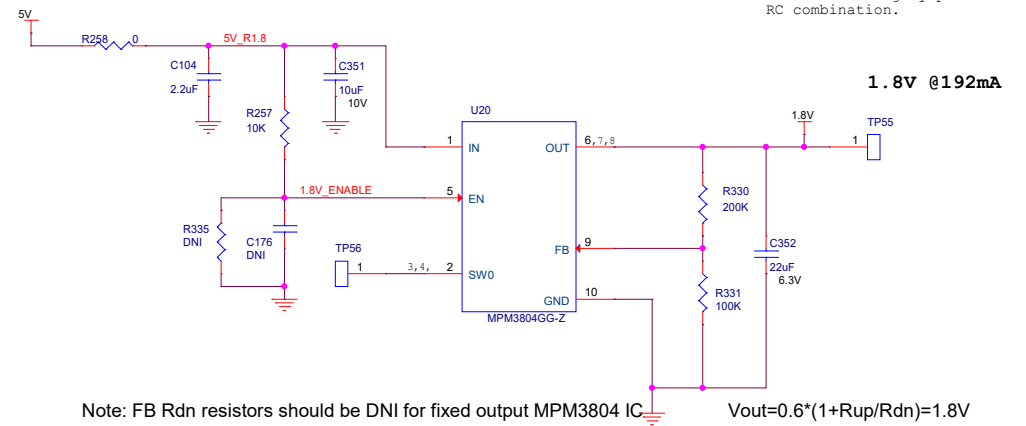 RC combination.
5V
R258 0
5V_R1.8
C104
2.2uF
C351
10uF
10V
1.8V @192mA
R257
10K
U20
1.8V
TP55
1 IN
OUT 6,7,8
1
1.8V_ENABLE
5 EN
R330
200K
R335
DNI
C176
DNI
TP56
1
3,4, 2 SW0
FB 9
C352
22uF
6.3V
GND 10
R331
100K
MPM3804GG-Z
Note: FB Rdn resistors should be DNI for fixed output MPM3804 IC
Vout=0.6*(1+Rup/Rdn)=1.8V